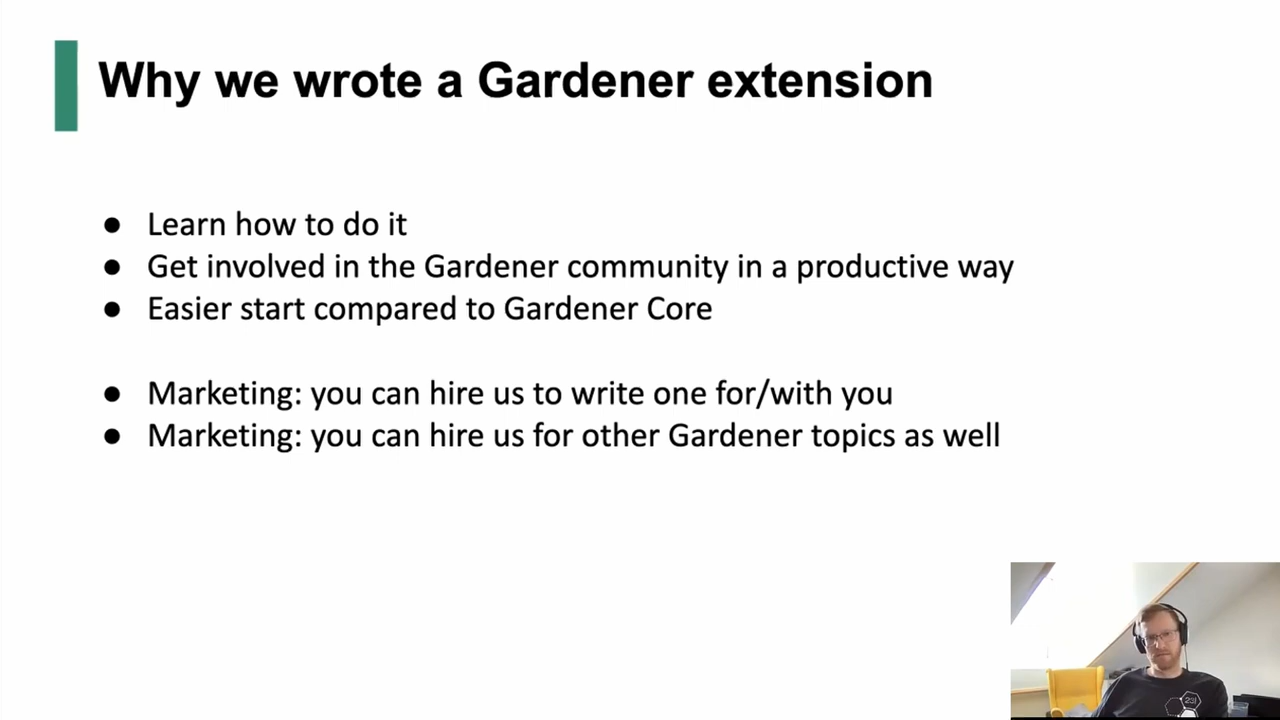 Why we wrote a Gardener extension
● Learn how to do it
● Get involved in the Gardener community in a productive way
● Easier start compared to Gardener Core
● Marketing: you can hire us to write one for/with you
● Marketing: you can hire us for other Gardener topics as well